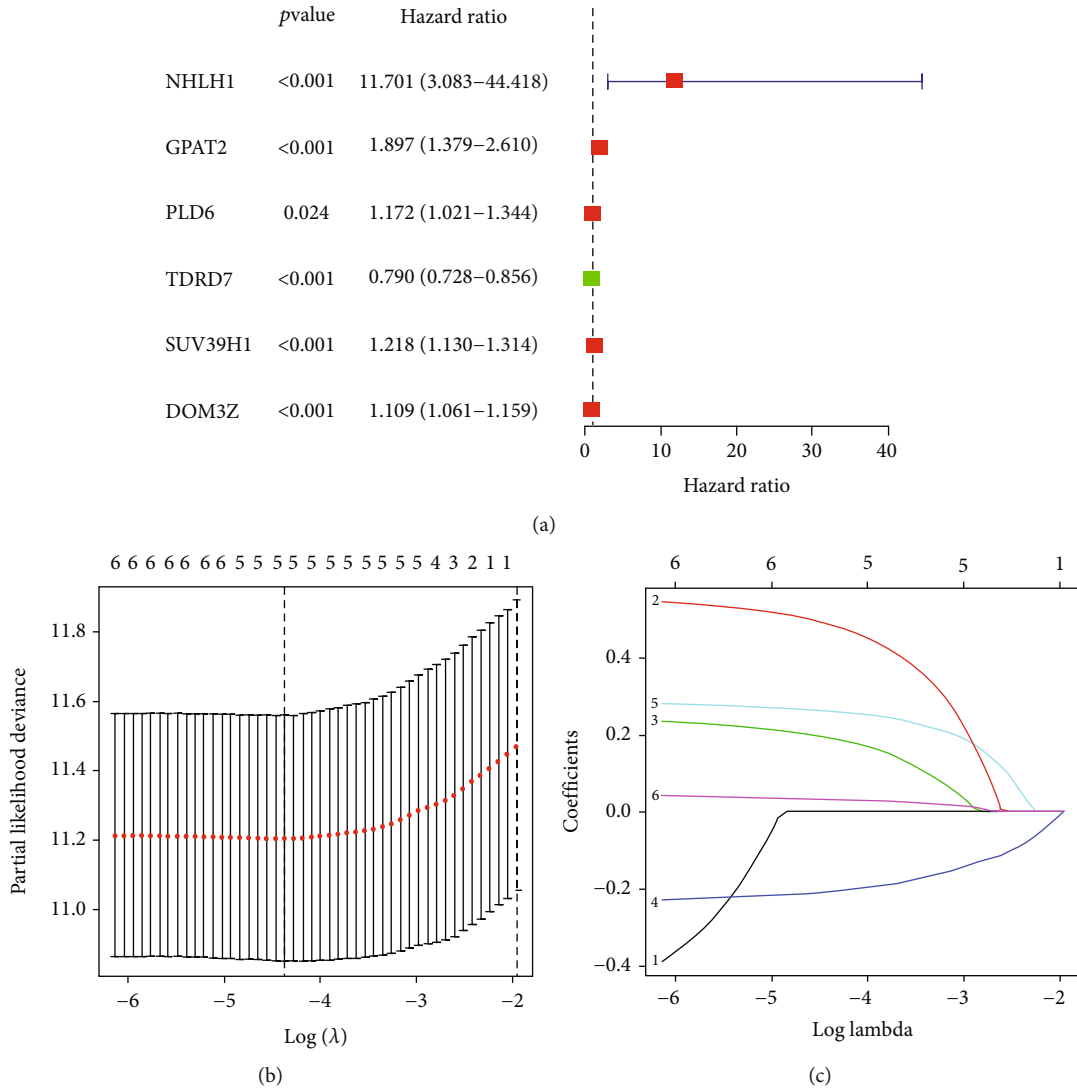 pvalue Hazard ratio
NHLH1 <0.001 11.701 (3.083−44.418)
GPAT2 <0.001 1.897 (1.379−2.610)
PLD6 0.024 1.172 (1.021−1.344)
TDRD7 <0.001 0.790 (0.728−0.856)
SUV39H1 <0.001 1.218 (1.130−1.314)
DOM3Z <0.001 1.109 (1.061−1.159)
0 10 20 30 40
Hazard ratio
(a)
6 6 6 6 6 6 6 5 5 5 5 5 5 5 5 5 5 4 3 2 1 1
11.8
11.6
11.4
11.2
11.0
Partial likelihood deviance
−6 −5 −4 −3 −2
Log (λ)
(b)
6 6 5 5 1
0.4
0.2
0.0
−0.2
−0.4
Coefficients
2
5
3
6
4
1
−6 −5 −4 −3 −2
Log lambda
(c)